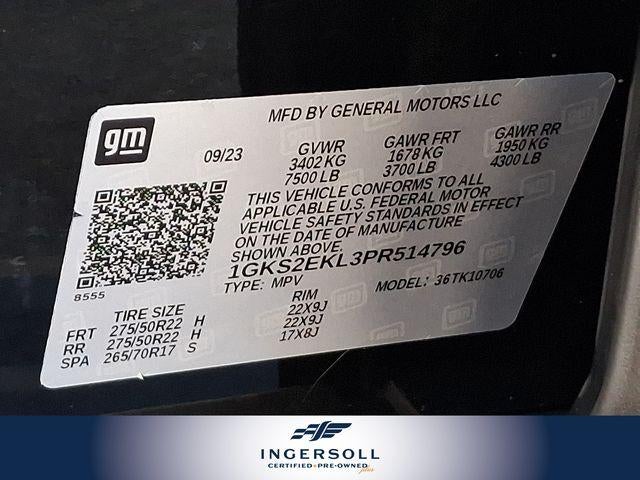 gm
MFD BY GENERAL MOTORS LLC
09/23
GVWR GAWR FRT GAWR RR
3402 KG 1678 KG 1950 KG
7500 LB 3700 LB 4300 LB
THIS VEHICLE CONFORMS TO ALL
APPLICABLE U.S. FEDERAL MOTOR
VEHICLE SAFETY STANDARDS IN EFFECT
ON THE DATE OF MANUFACTURE
SHOWN ABOVE.
1GKS2EKL3PR514796
TYPE: MPV MODEL: 36TK10706
8555
TIRE SIZE RIM
FRT 275/50R22 H 22X9J
RR 275/50R22 H 22X9J
SPA 265/70R17 S 17X8J
INGERSOLL
CERTIFIED PRE-OWNED plus